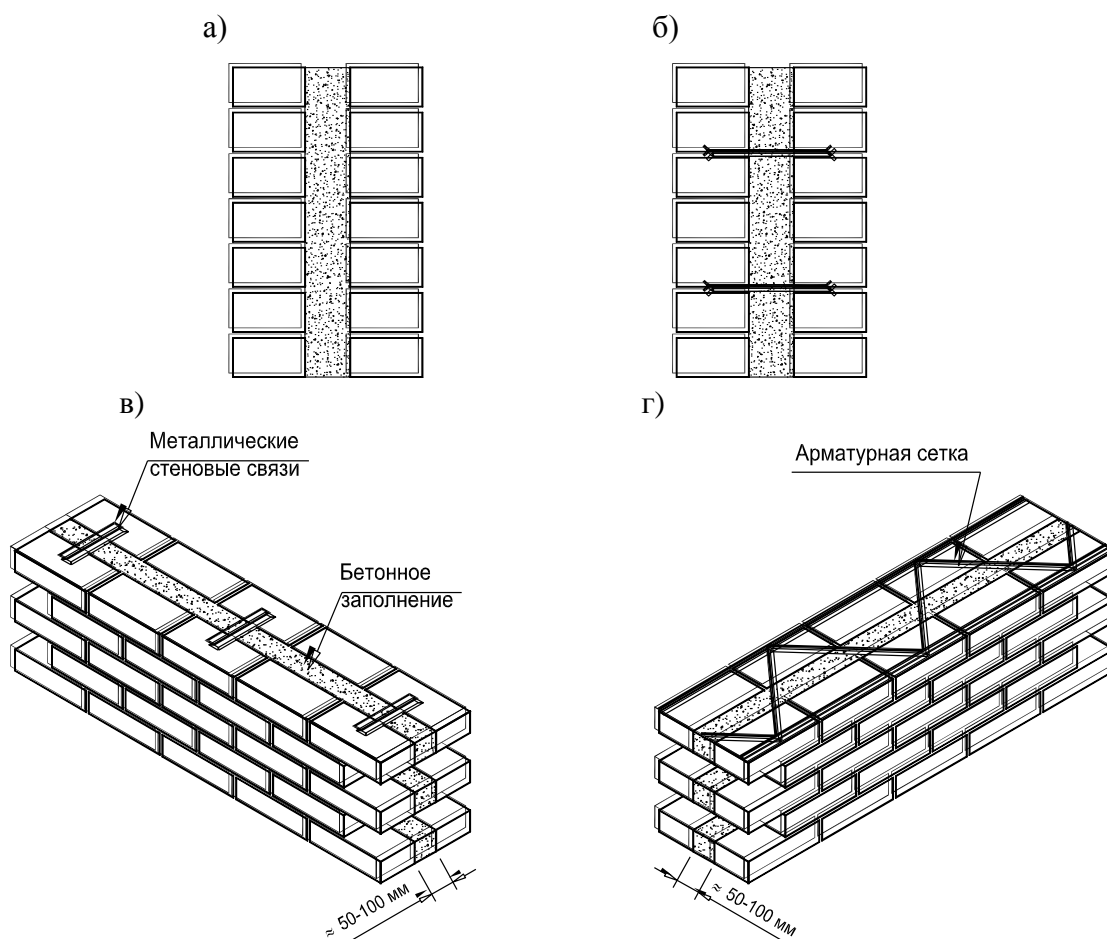 а)
б)
в)
г)
Металлические
стеновые связи
Арматурная сетка
Бетонное
заполнение
≈ 50-100 мм
≈ 50-100 мм